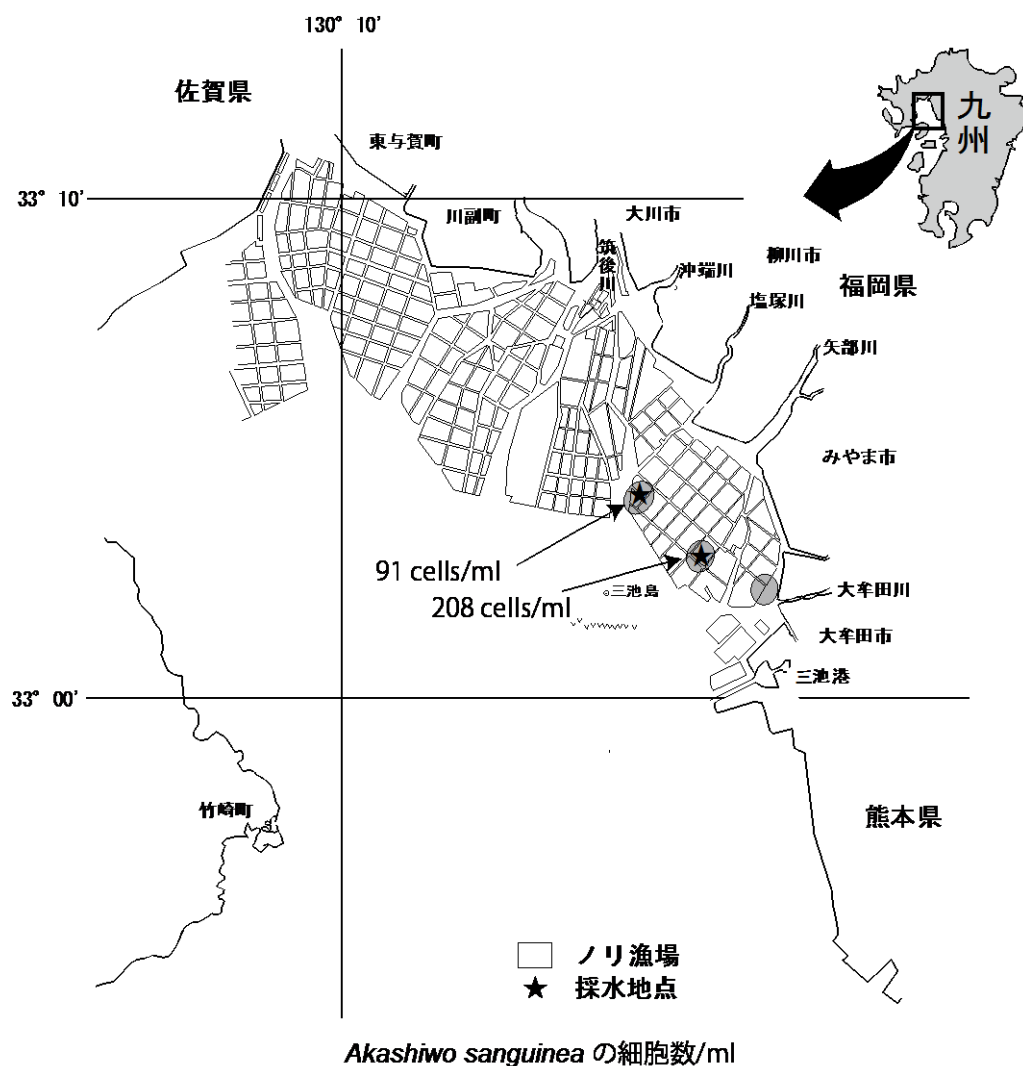 130° 10'
佐賀県
九州
東与賀町
33° 10'
川副町
大川市
筑後川
沖端川
柳川市
福岡県
塩塚川
矢部川
みやま市
91 cells/ml
208 cells/ml
三池島
大牟田川
大牟田市
三池港
33° 00'
竹崎町
熊本県
ノリ漁場
採水地点
Akashiwo sanguinea の細胞数/ml